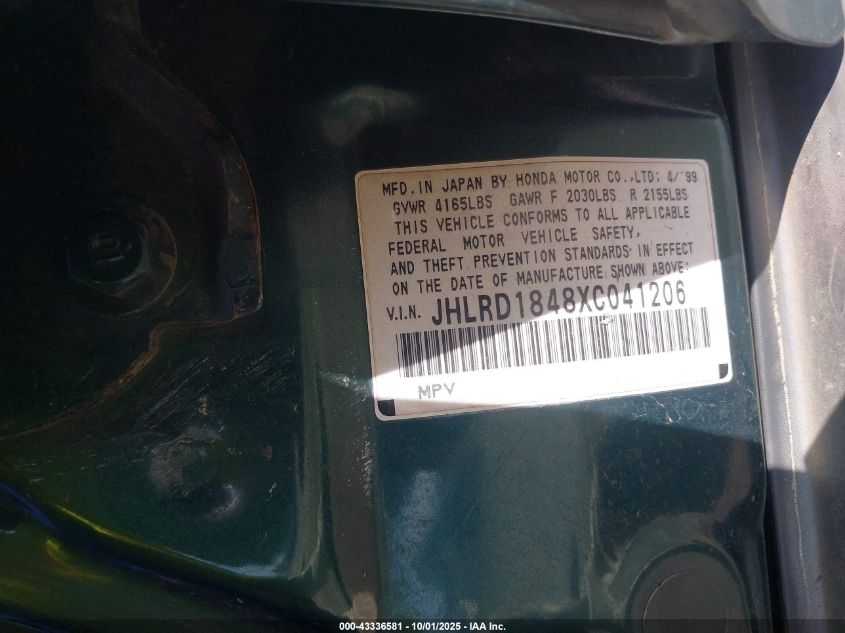 MFD. IN JAPAN BY HONDA MOTOR CO., LTD: 4/'99
GVWR 4165LBS GAWR F 2030LBS R 2155LBS
THIS VEHICLE CONFORMS TO ALL APPLICABLE
FEDERAL MOTOR VEHICLE SAFETY,
AND THEFT PREVENTION STANDARDS IN EFFECT
ON THE DATE OF MANUFACTURE SHOWN ABOVE:
V.I.N. JHLRD1848XC041206
MPV
000-43336581 - 10/01/2025 - IAA Inc.